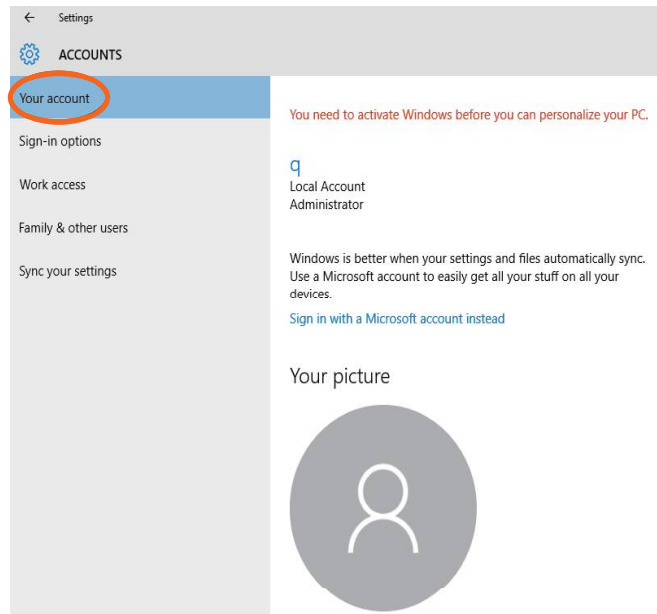 Settings
ACCOUNTS
Your account
Sign-in options
Work access
Family & other users
Sync your settings
You need to activate Windows before you can personalize your PC.
q
Local Account
Administrator
Windows is better when your settings and files automatically sync.
Use a Microsoft account to easily get all your stuff on all your
devices.
Sign in with a Microsoft account instead
Your picture